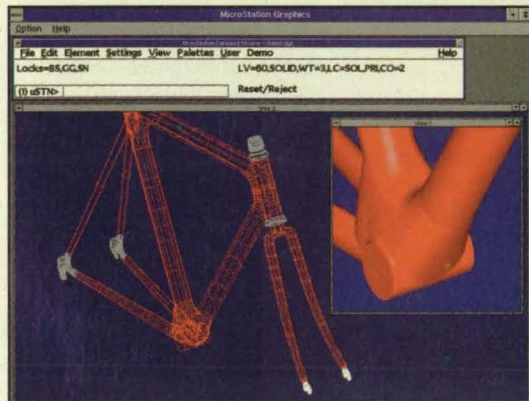 MicroStation Graphics
Option Help
File Edit Element Settings View Palettes User Demo Help
Locks=BS,GG,SN LV=60,SOLID,WT=3,LC=SOL,PRI,CO=2
(1) uSTN> Reset/Reject